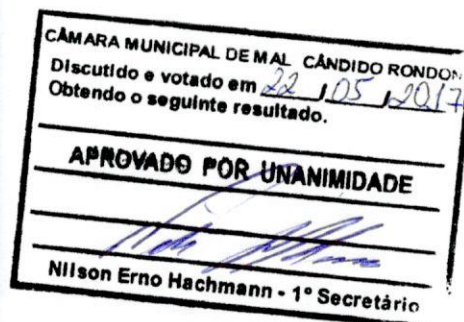 CÂMARA MUNICIPAL DE MAL CÂNDIDO RONDON
Discutido e votado em 22 / 05 / 2017
Obtendo o seguinte resultado.
APROVADO POR UNANIMIDADE
Nilson Erno Hachmann - 1º Secretário